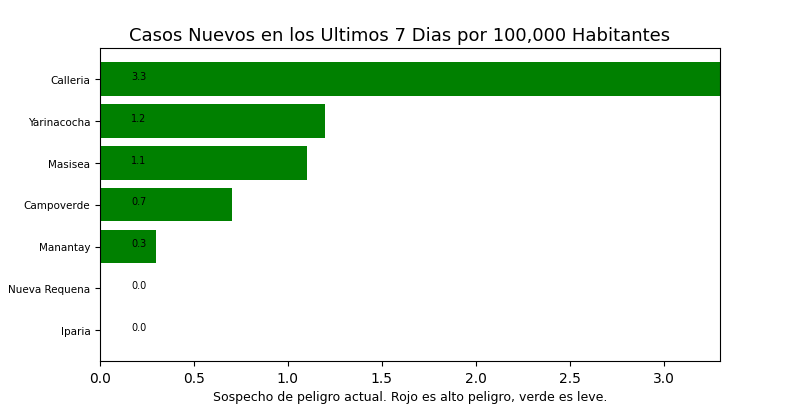 Casos Nuevos en los Ultimos 7 Dias por 100,000 Habitantes
Calleria 3.3
Yarinacocha 1.2
Masisea 1.1
Campoverde 0.7
Manantay 0.3
Nueva Requena 0.0
Iparia 0.0
0.0 0.5 1.0 1.5 2.0 2.5 3.0
Sospecho de peligro actual. Rojo es alto peligro, verde es leve.